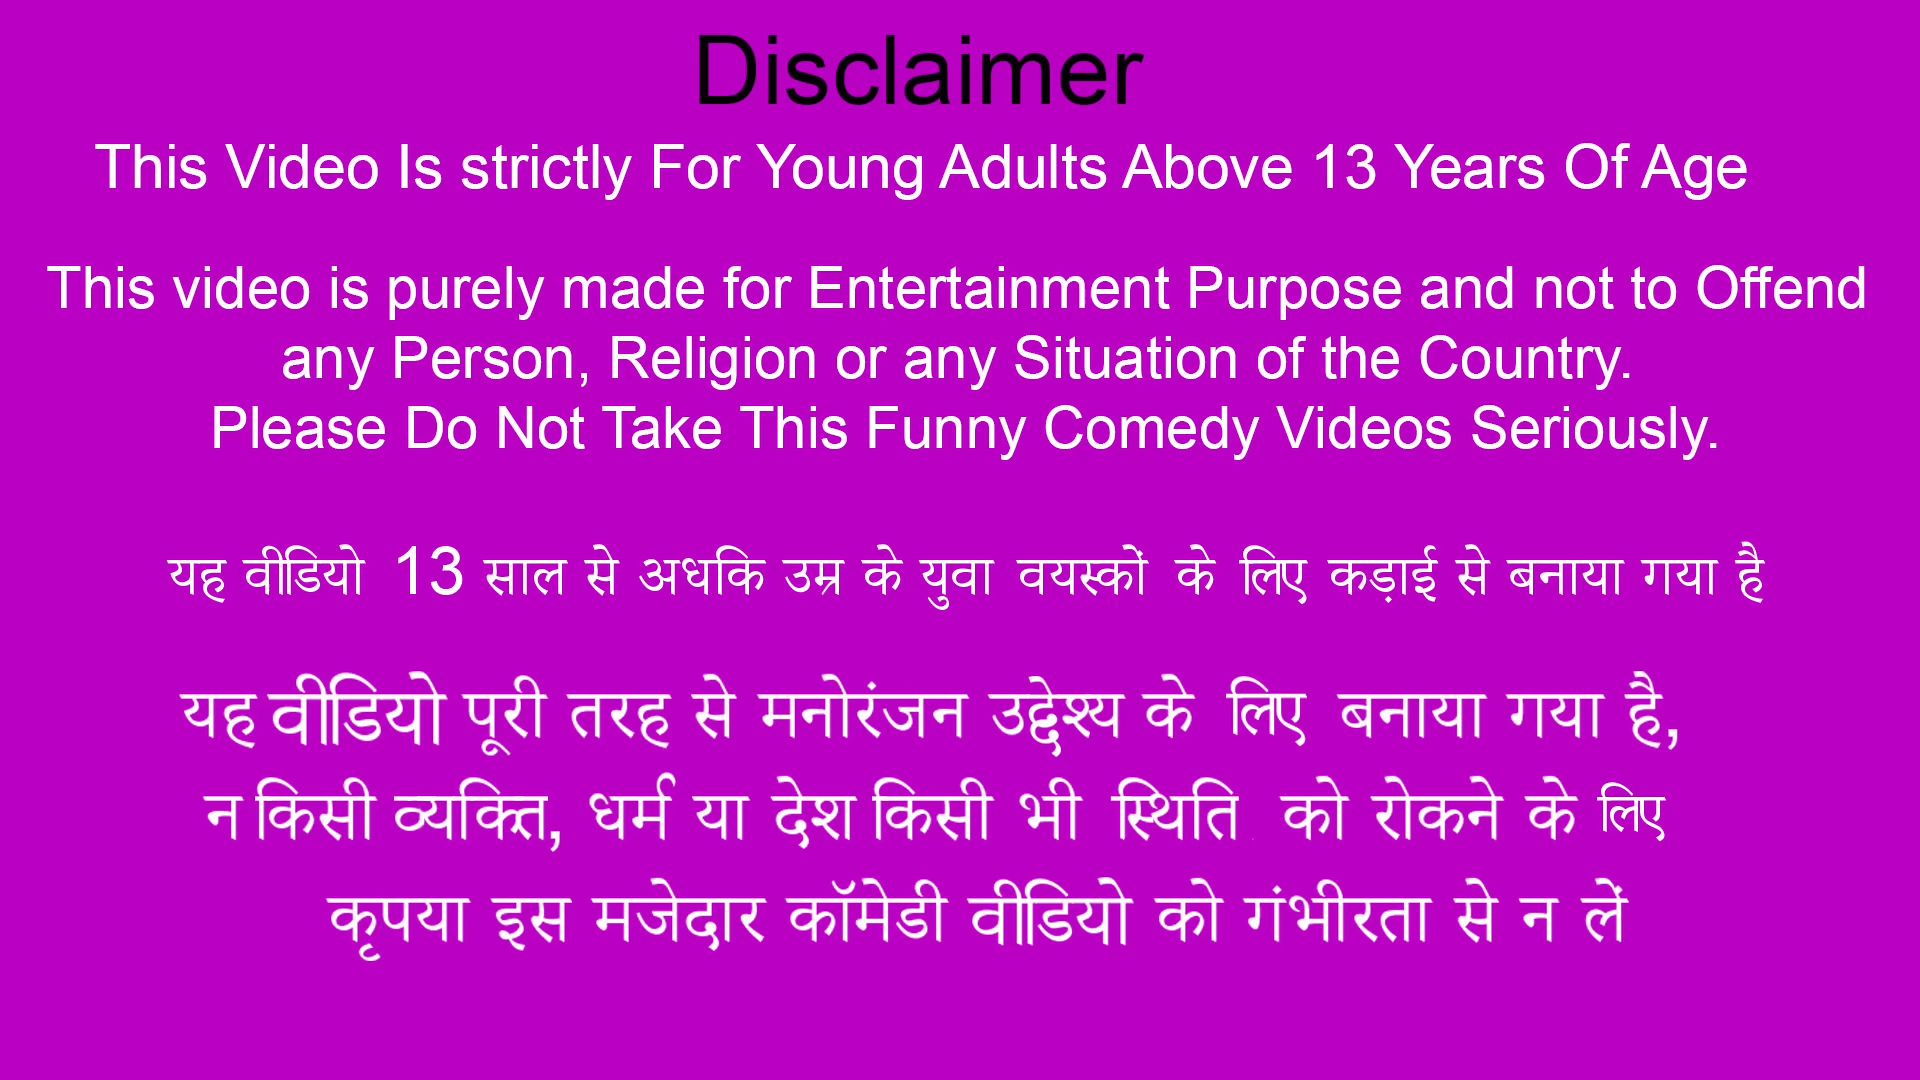 Disclaimer
This Video Is strictly For Young Adults Above 13 Years Of Age
This video is purely made for Entertainment Purpose and not to Offend
any Person, Religion or any Situation of the Country.
Please Do Not Take This Funny Comedy Videos Seriously.
यह वीडियो 13 साल से अधकि उम्र के युवा वयस्कों के लिए कड़ाई से बनाया गया है
यह वीडियो पूरी तरह से मनोरंजन उद्देश्य के लिए बनाया गया है,
न किसी व्यक्ति, धर्म या देश किसी भी स्थिति को रोकने के लिए
कृपया इस मजेदार कॉमेडी वीडियो को गंभीरता से न लें